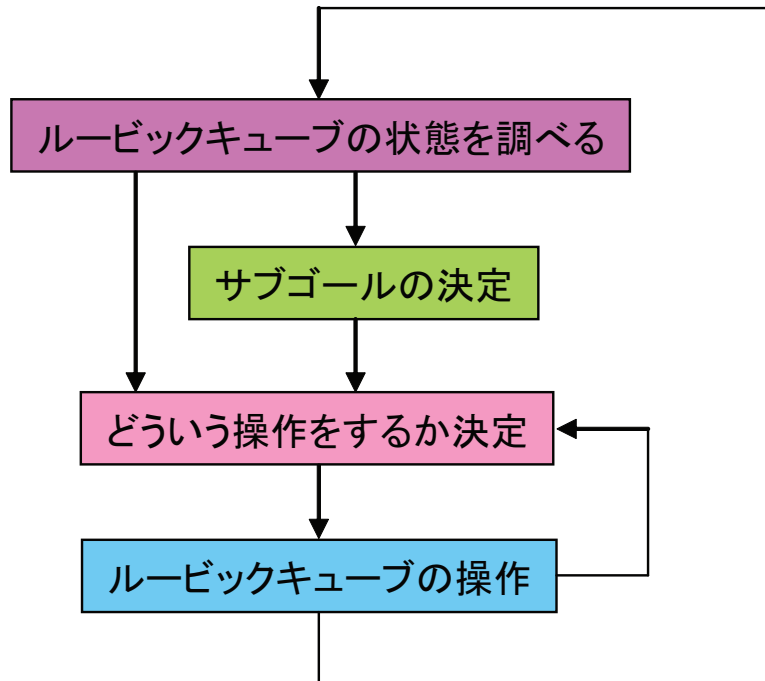 ルービックキューブの状態を調べる
サブゴールの決定
どういう操作をするか決定
ルービックキューブの操作